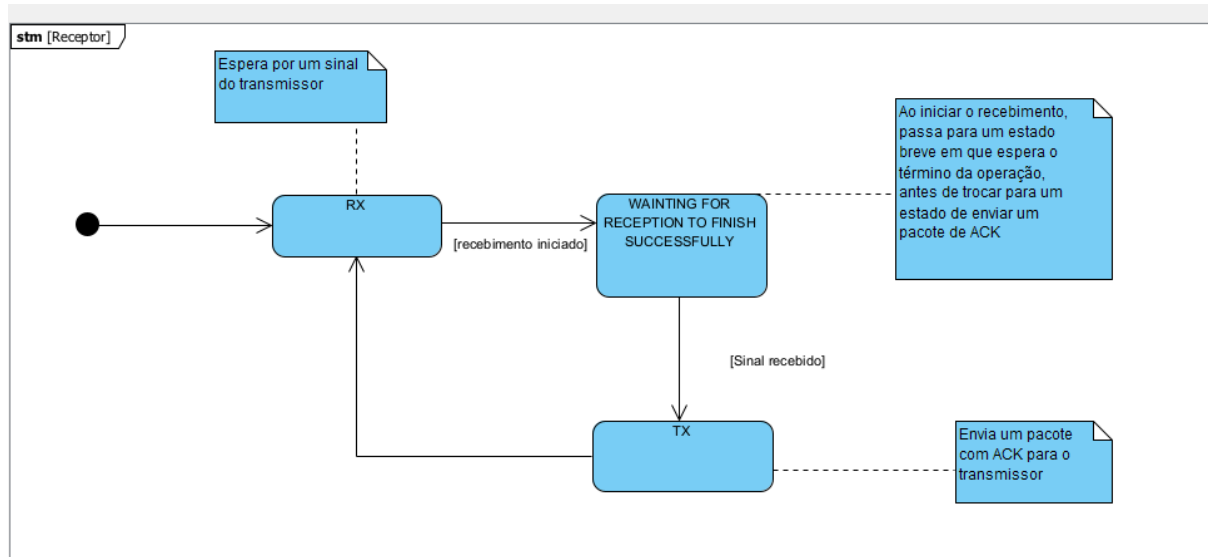 stm [Receptor]
Espera por um sinal
do transmissor
Ao iniciar o recebimento,
passa para um estado
breve em que espera o
término da operação,
antes de trocar para um
estado de enviar um
pacote de ACK
RX
WAINTING FOR
RECEPTION TO FINISH
SUCCESSFULLY
[recebimento iniciado]
[Sinal recebido]
TX
Envia um pacote
com ACK para o
transmissor